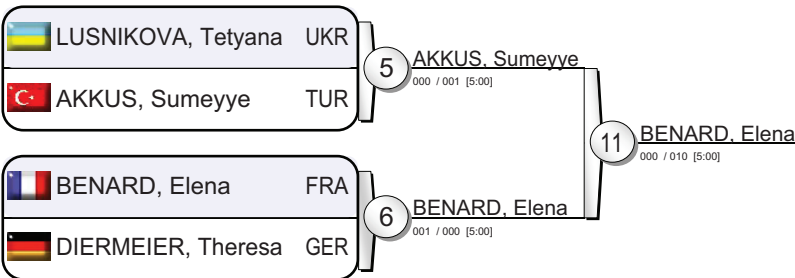 LUSNIKOVA, Tetyana UKR
AKKUS, Sumeyye TUR
5
AKKUS, Sumeyye
000 / 001 [5:00]
BENARD, Elena FRA
DIERMEIER, Theresa GER
6
BENARD, Elena
001 / 000 [5:00]
11
BENARD, Elena
000 / 010 [5:00]